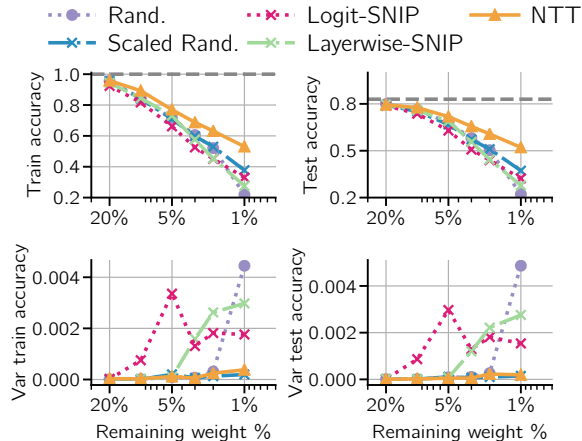 Rand. Logit-SNIP NTT
Scaled Rand. Layerwise-SNIP
Train accuracy
1.0
0.8
0.6
0.4
0.2
20% 5% 1%
Test accuracy
0.8
0.5
0.2
20% 5% 1%
Var train accuracy
0.004
0.002
0.000
20% 5% 1%
Remaining weight %
Var test accuracy
0.004
0.002
0.000
20% 5% 1%
Remaining weight %